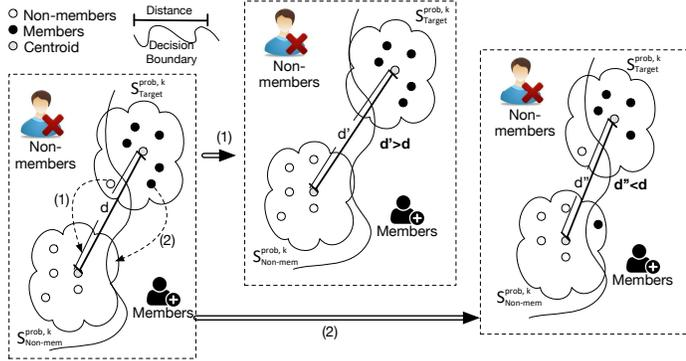 Non-members
Members
Centroid
Distance
Decision
Boundary
Non-
members
S prob, k Target
(1)
d
(2)
S prob, k Non-mem
Members
(1)
Non-
members
S prob, k Target
d'
d'>d
Members
S prob, k Non-mem
(2)
Non-
members
S prob, k Target
d"
d"<d
Members
S prob, k Non-mem